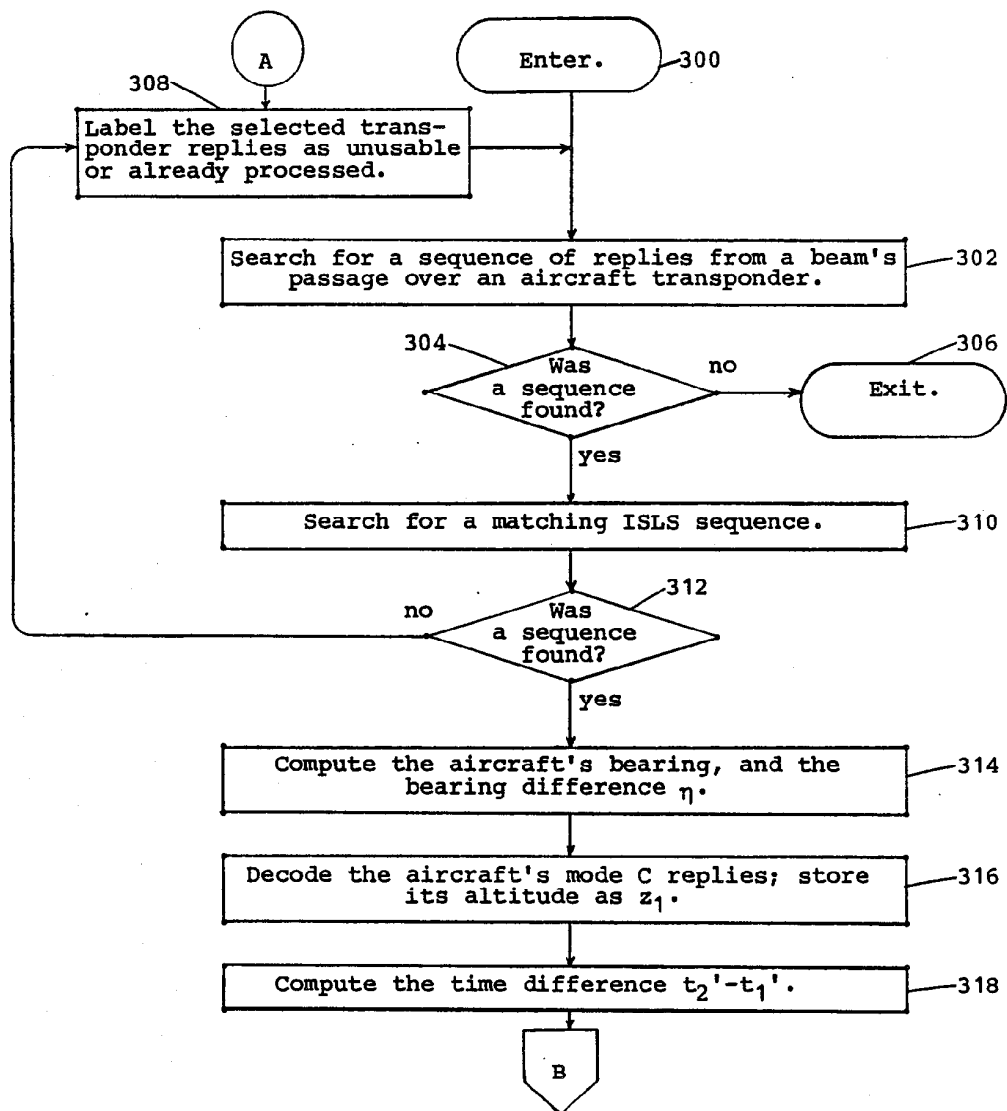 A
Enter.
300
308
Label the selected trans-
ponder replies as unusable
or already processed.
Search for a sequence of replies from a beam's
passage over an aircraft transponder.
302
304
Was
a sequence
found?
no
306
Exit.
yes
Search for a matching ISLS sequence.
310
312
no
Was
a sequence
found?
yes
Compute the aircraft's bearing, and the
bearing difference η.
314
Decode the aircraft's mode C replies; store
its altitude as z₁.
316
Compute the time difference t₂'-t₁'.
318
B